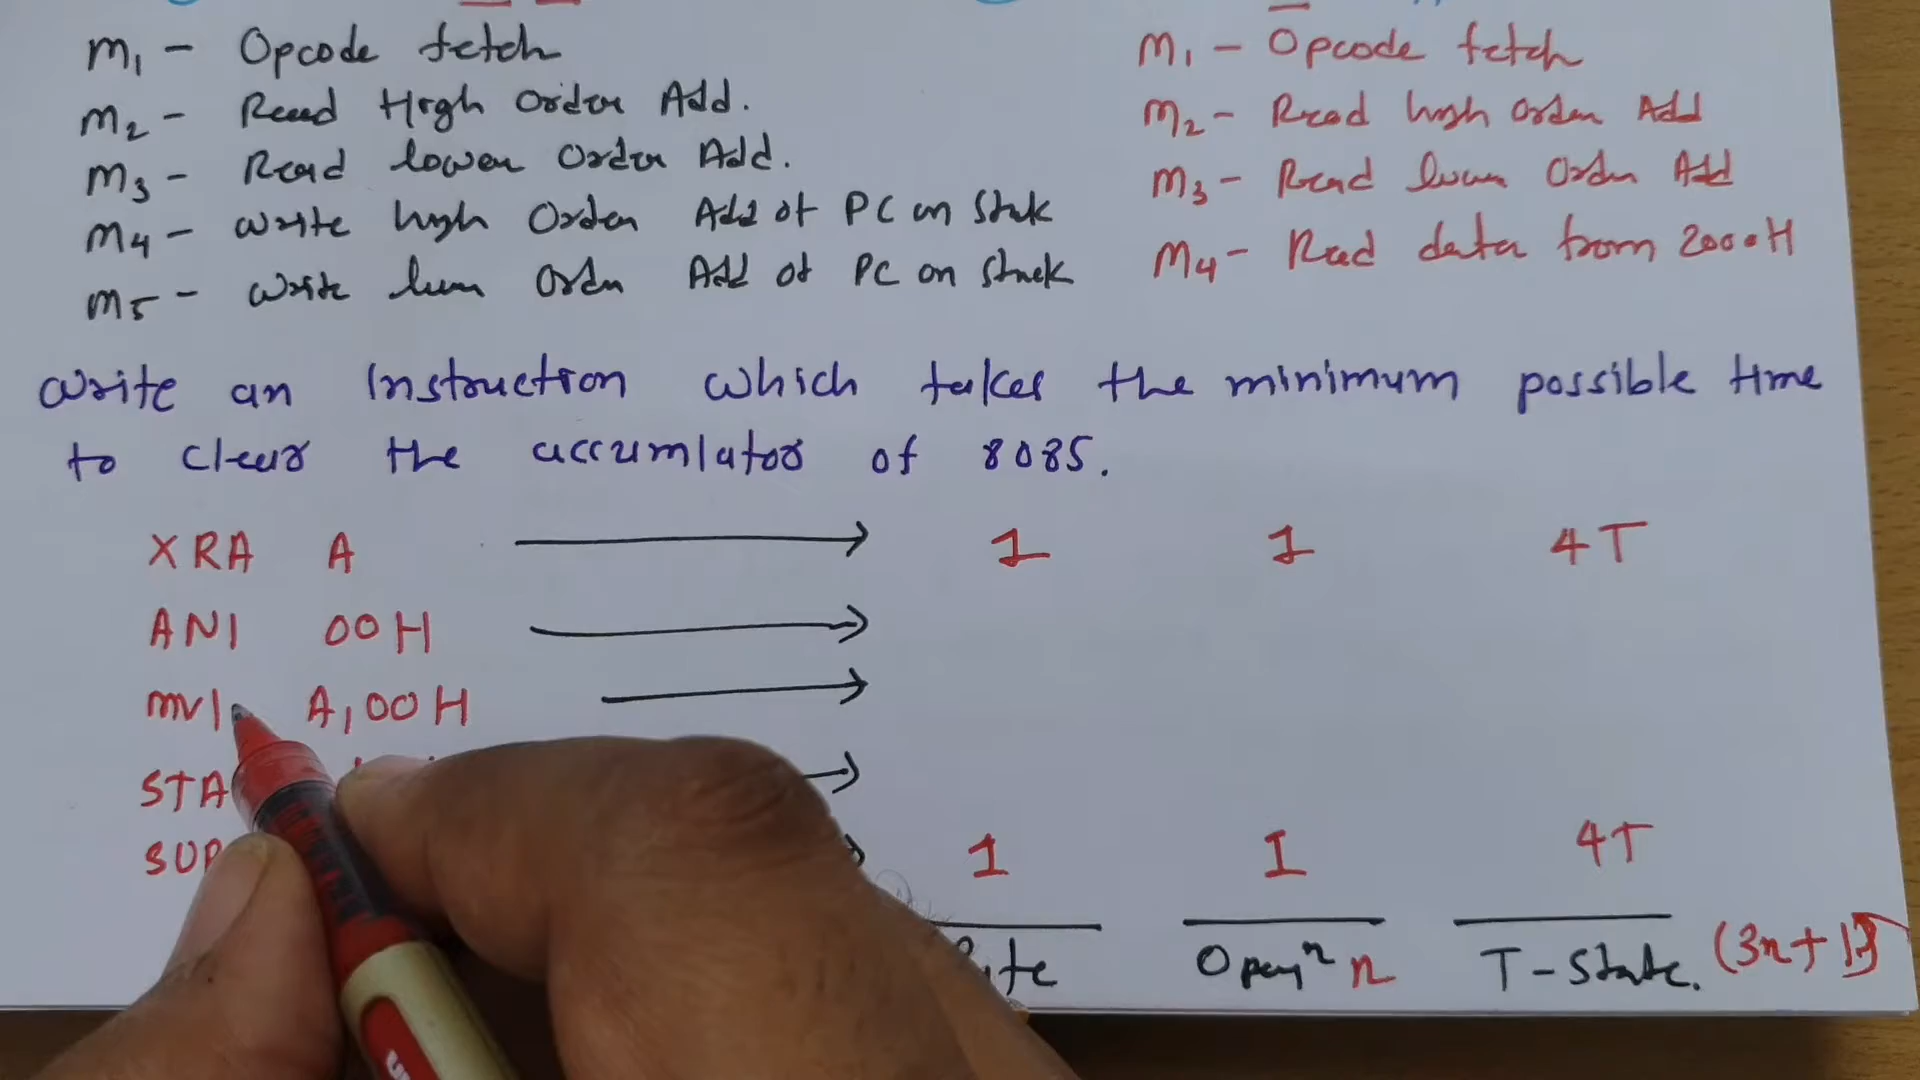 M1 - Opcode fetch
M2 - Read High Order Add.
M3 - Read lower Order Add.
M4 - Write high Order Add of PC on Stack
M5 - Write lower Order Add of PC on Stack
M1 - Opcode fetch
M2 - Read high Order Add
M3 - Read lower Order Add
M4 - Read data from 2000H
Write an Instruction which takes the minimum possible time
to clear the accumlator of 8085.
XRA A → 1 1 4T
ANI 00H →
MVI A,00H →
STA →
SUB → 1 1 4T
Operⁿ n T-State. (3n+1)